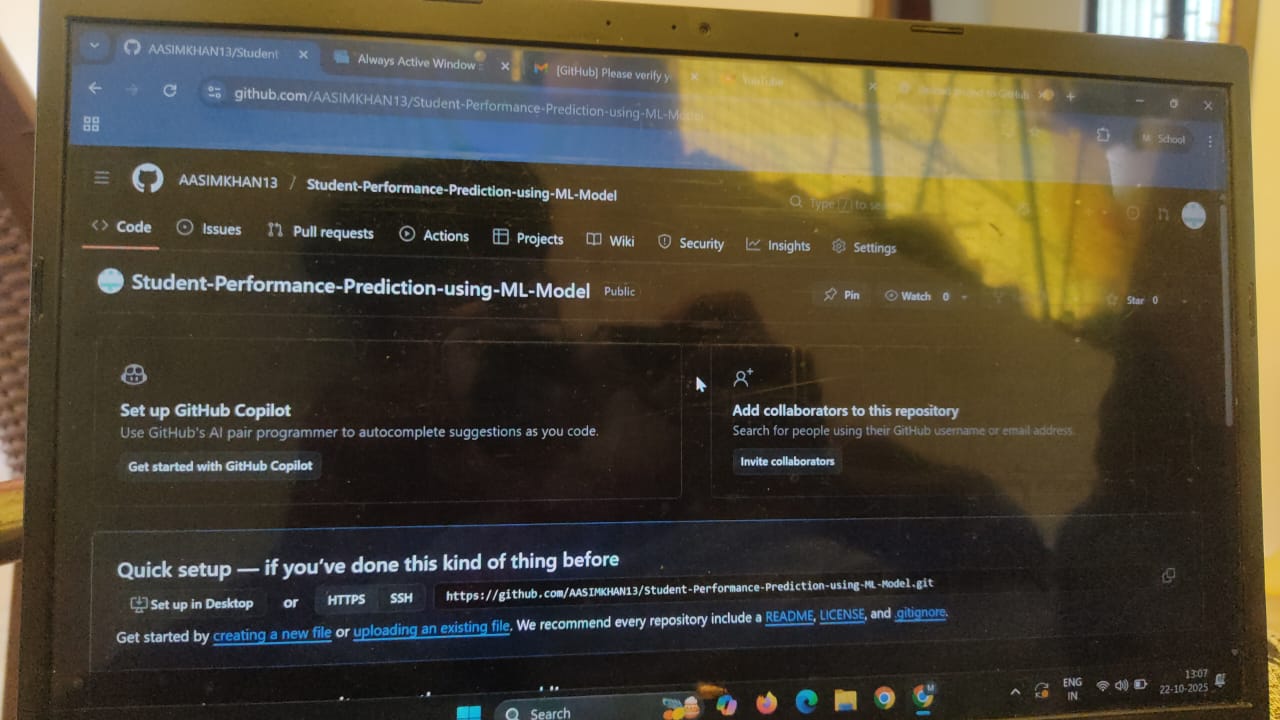 AASIMKHAN13/Student
Always Active Window
[GitHub] Please verify y
YouTube
github.com/AASIMKHAN13/Student-Performance-Prediction-using-ML-Model
School
AASIMKHAN13 / Student-Performance-Prediction-using-ML-Model
Type / to
Code Issues Pull requests Actions Projects Wiki Security Insights Settings
Student-Performance-Prediction-using-ML-Model Public
Pin Watch 0 Star 0
Set up GitHub Copilot
Use GitHub's AI pair programmer to autocomplete suggestions as you code.
Get started with GitHub Copilot
Add collaborators to this repository
Search for people using their GitHub username or email address.
Invite collaborators
Quick setup — if you've done this kind of thing before
Set up in Desktop or HTTPS SSH https://github.com/AASIMKHAN13/Student-Performance-Prediction-using-ML-Model.git
Get started by creating a new file or uploading an existing file. We recommend every repository include a README, LICENSE, and .gitignore.
Search
ENG
IN
13:07
22-10-2025